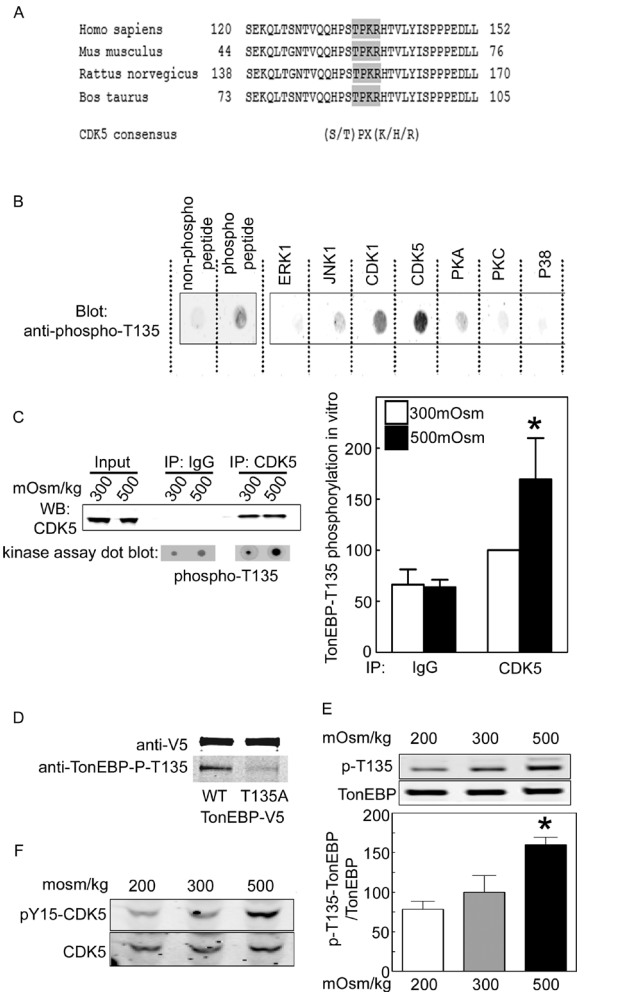 A
Homo sapiens 120 SEKQLTSNTVQQHPSTPKRHTVLYISPPPEDLL 152
Mus musculus 44 SEKQLTGNTVQQHPSTPKRHTVLYISPPPEDLL 76
Rattus norvegicus 138 SEKQLTGNTVQQHPSTPKRHTVLYISPPPEDLL 170
Bos taurus 73 SEKQLTSNTVQQHPSTPKRHTVLYISPPPEDLL 105
CDK5 consensus (S/T)PX(K/H/R)
B
non-phospho peptide
phospho peptide
ERK1
JNK1
CDK1
CDK5
PKA
PKC
P38
Blot:
anti-phospho-T135
C
Input IP: IgG IP: CDK5
mOsm/kg 300 500 300 500 300 500
WB:
CDK5
kinase assay dot blot:
phospho-T135
TonEBP-T135 phosphorylation in vitro
300mOsm
500mOsm
*
200
150
100
50
0
IP: IgG CDK5
D
anti-V5
anti-TonEBP-P-T135
WT T135A
TonEBP-V5
E
mOsm/kg 200 300 500
p-T135
TonEBP
p-T135-TonEBP
/TonEBP
*
200
150
100
50
0
mOsm/kg 200 300 500
F
mosm/kg 200 300 500
pY15-CDK5
CDK5